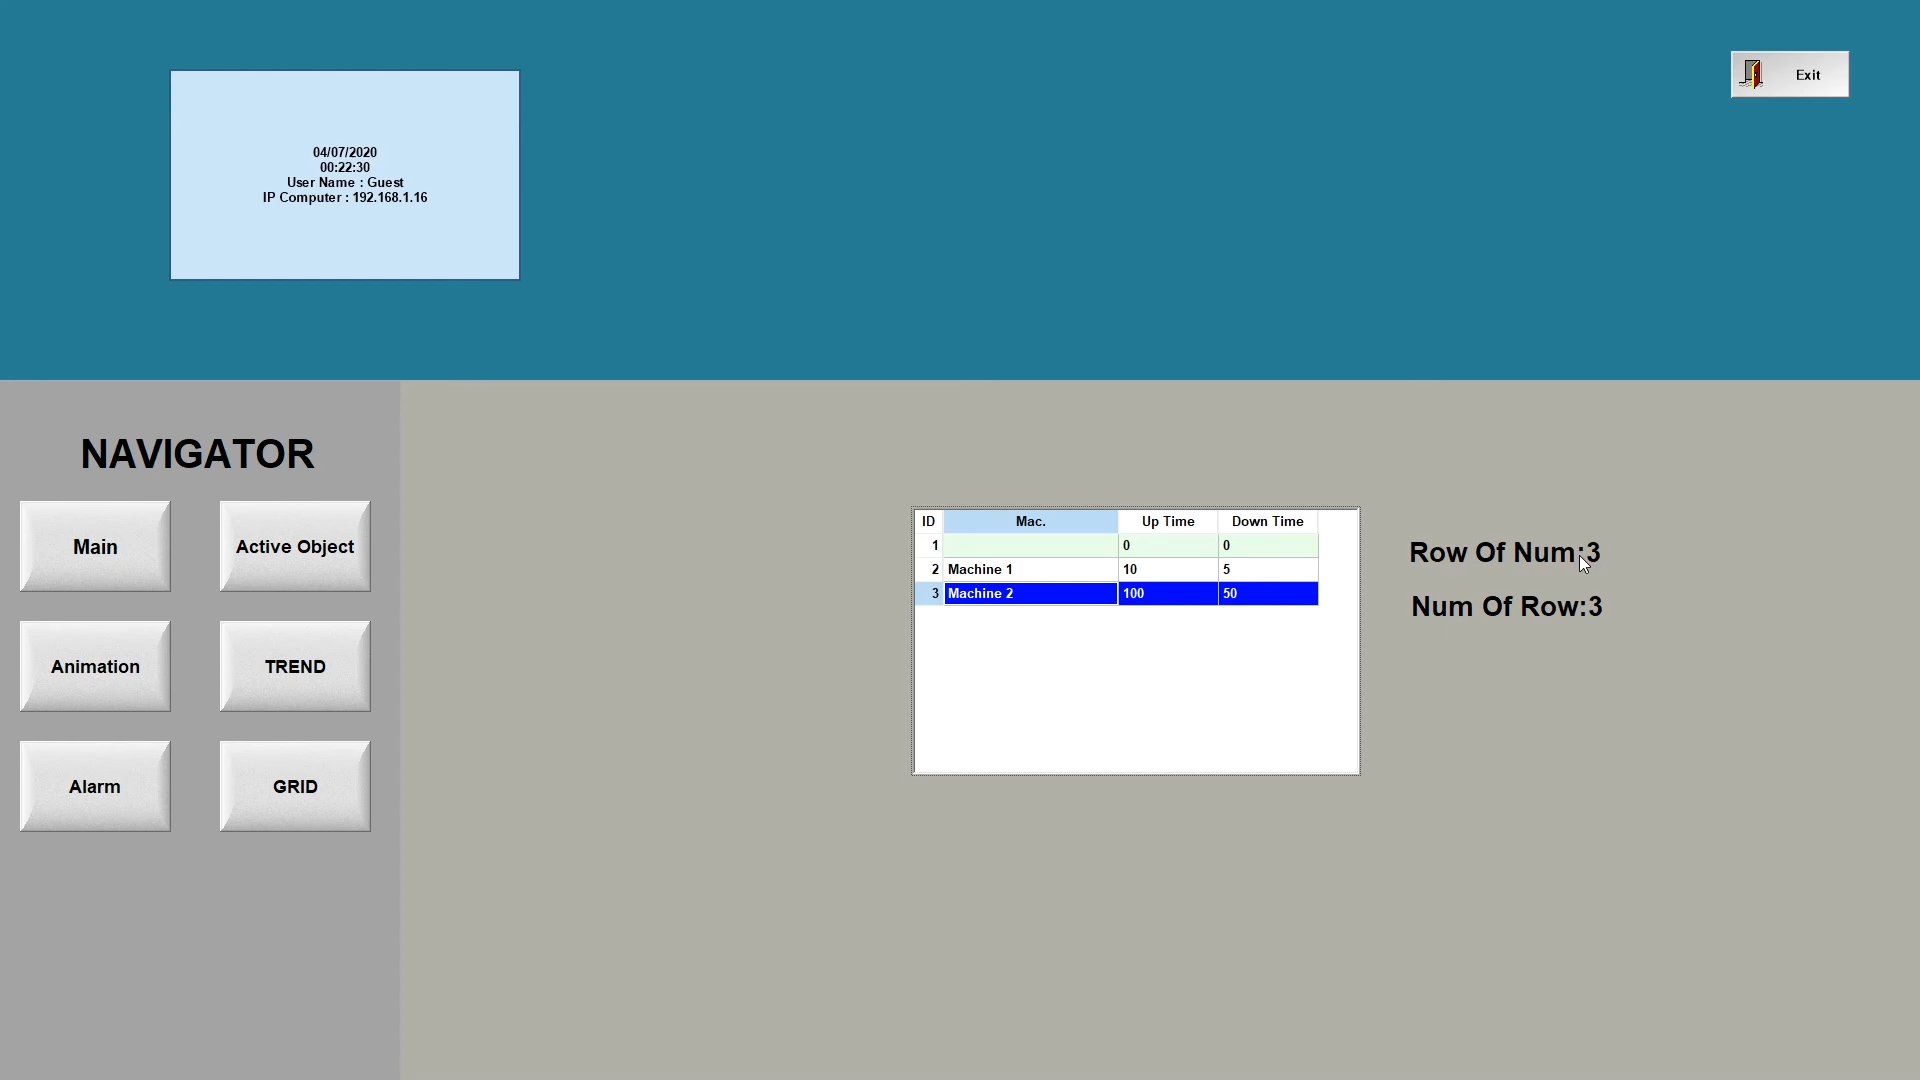 04/07/2020
00:22:30
User Name : Guest
IP Computer : 192.168.1.16
Exit
NAVIGATOR
Main
Active Object
Animation
TREND
Alarm
GRID
ID Mac. Up Time Down Time
1 0 0
2 Machine 1 10 5
3 Machine 2 100 50
Row Of Num:3
Num Of Row:3